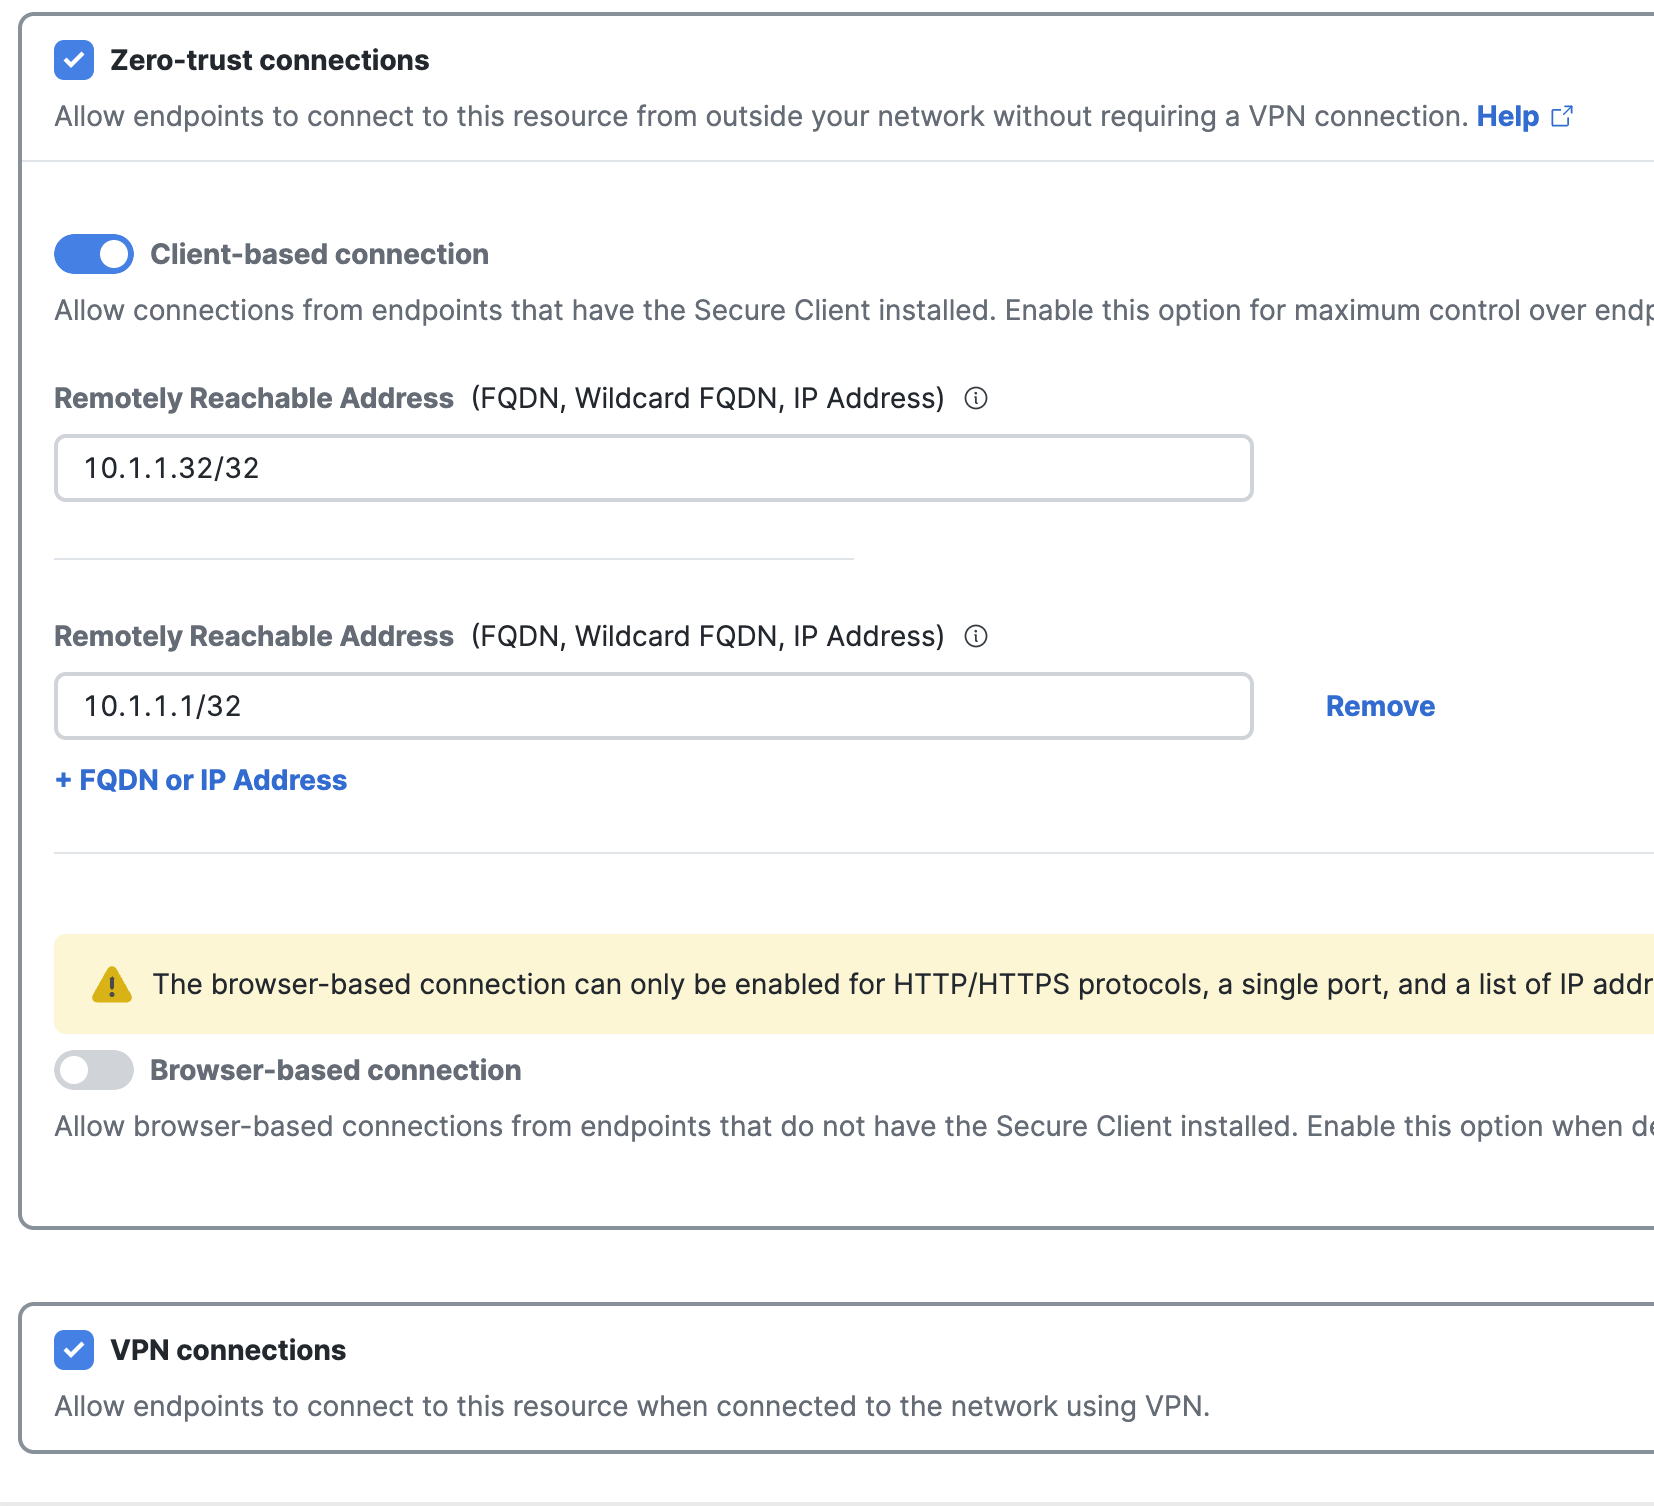 Zero-trust connections
Allow endpoints to connect to this resource from outside your network without requiring a VPN connection. Help
Client-based connection
Allow connections from endpoints that have the Secure Client installed. Enable this option for maximum control over
Remotely Reachable Address (FQDN, Wildcard FQDN, IP Address)
10.1.1.32/32
Remotely Reachable Address (FQDN, Wildcard FQDN, IP Address)
10.1.1.1/32
Remove
+ FQDN or IP Address
The browser-based connection can only be enabled for HTTP/HTTPS protocols, a single port, and a list of IP
Browser-based connection
Allow browser-based connections from endpoints that do not have the Secure Client installed. Enable this option when
VPN connections
Allow endpoints to connect to this resource when connected to the network using VPN.